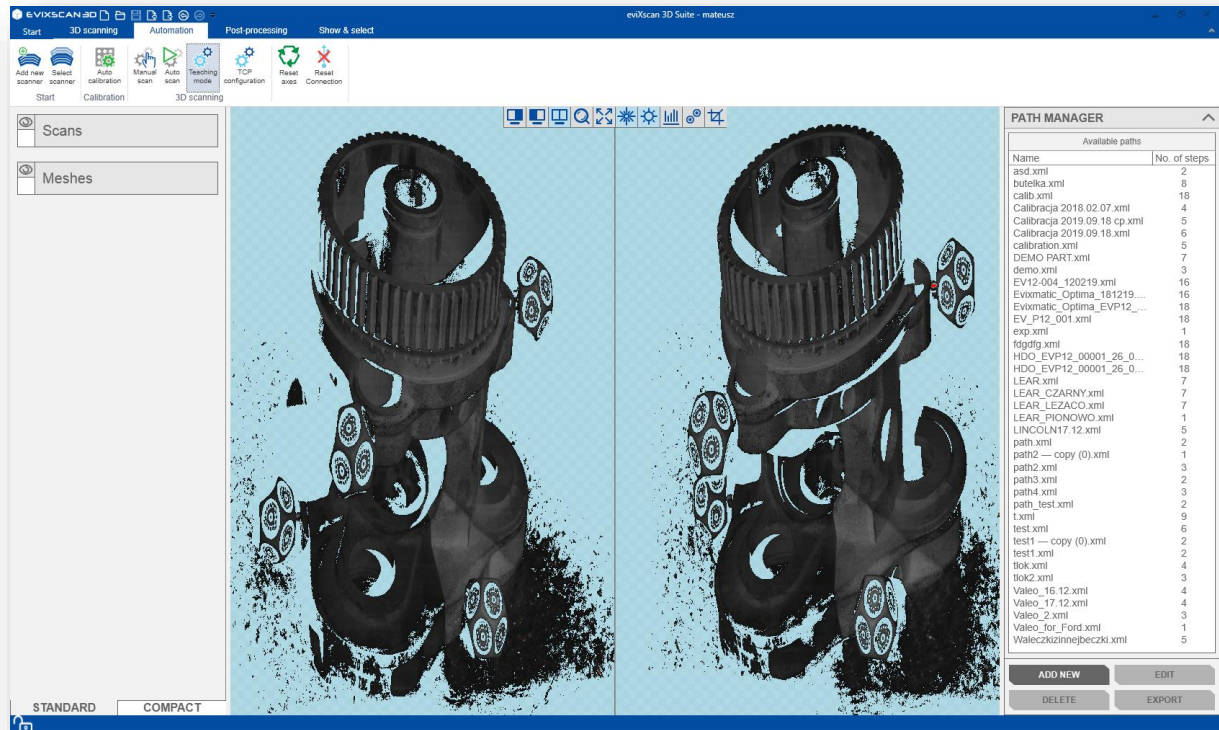 EVIXSCAN3D
eviXscan 3D Suite - mateusz
Start 3D scanning Automation Post-processing Show & select
Add new scanner
Select scanner
Auto calibration
Manual scan
Auto scan
Teaching mode
TCP configuration
Reset axes
Reset Connection
Start Calibration 3D scanning
Scans
Meshes
STANDARD COMPACT
PATH MANAGER
Available paths
Name No. of steps
asd.xml 2
butelka.xml 8
calib.xml 18
Calibracja 2018.02.07.xml 4
Calibracja 2019.09.18 cp.xml 5
Calibracja 2019.09.18.xml 6
calibration.xml 5
DEMO PART.xml 7
demo.xml 3
EV12-004_120219.xml 16
Evixmatic_Optima_181219.... 16
Evixmatic_Optima_EVP12_... 18
EV_P12_001.xml 18
exp.xml 1
fdgdfg.xml 18
HDO_EVP12_00001_26_0... 18
HDO_EVP12_00001_26_0... 18
LEAR.xml 7
LEAR_CZARNY.xml 7
LEAR_LEZACO.xml 7
LEAR_PIONOWO.xml 1
LINCOLN17.12.xml 5
path.xml 2
path2 — copy (0).xml 1
path2.xml 3
path3.xml 2
path4.xml 3
path_test.xml 2
t.xml 9
test.xml 6
test1 — copy (0).xml 2
test1.xml 2
tlok.xml 4
tlok2.xml 3
Valeo_16.12.xml 4
Valeo_17.12.xml 4
Valeo_2.xml 3
Valeo_for_Ford.xml 1
Waleczkizinnejbeczki.xml 5
ADD NEW EDIT
DELETE EXPORT